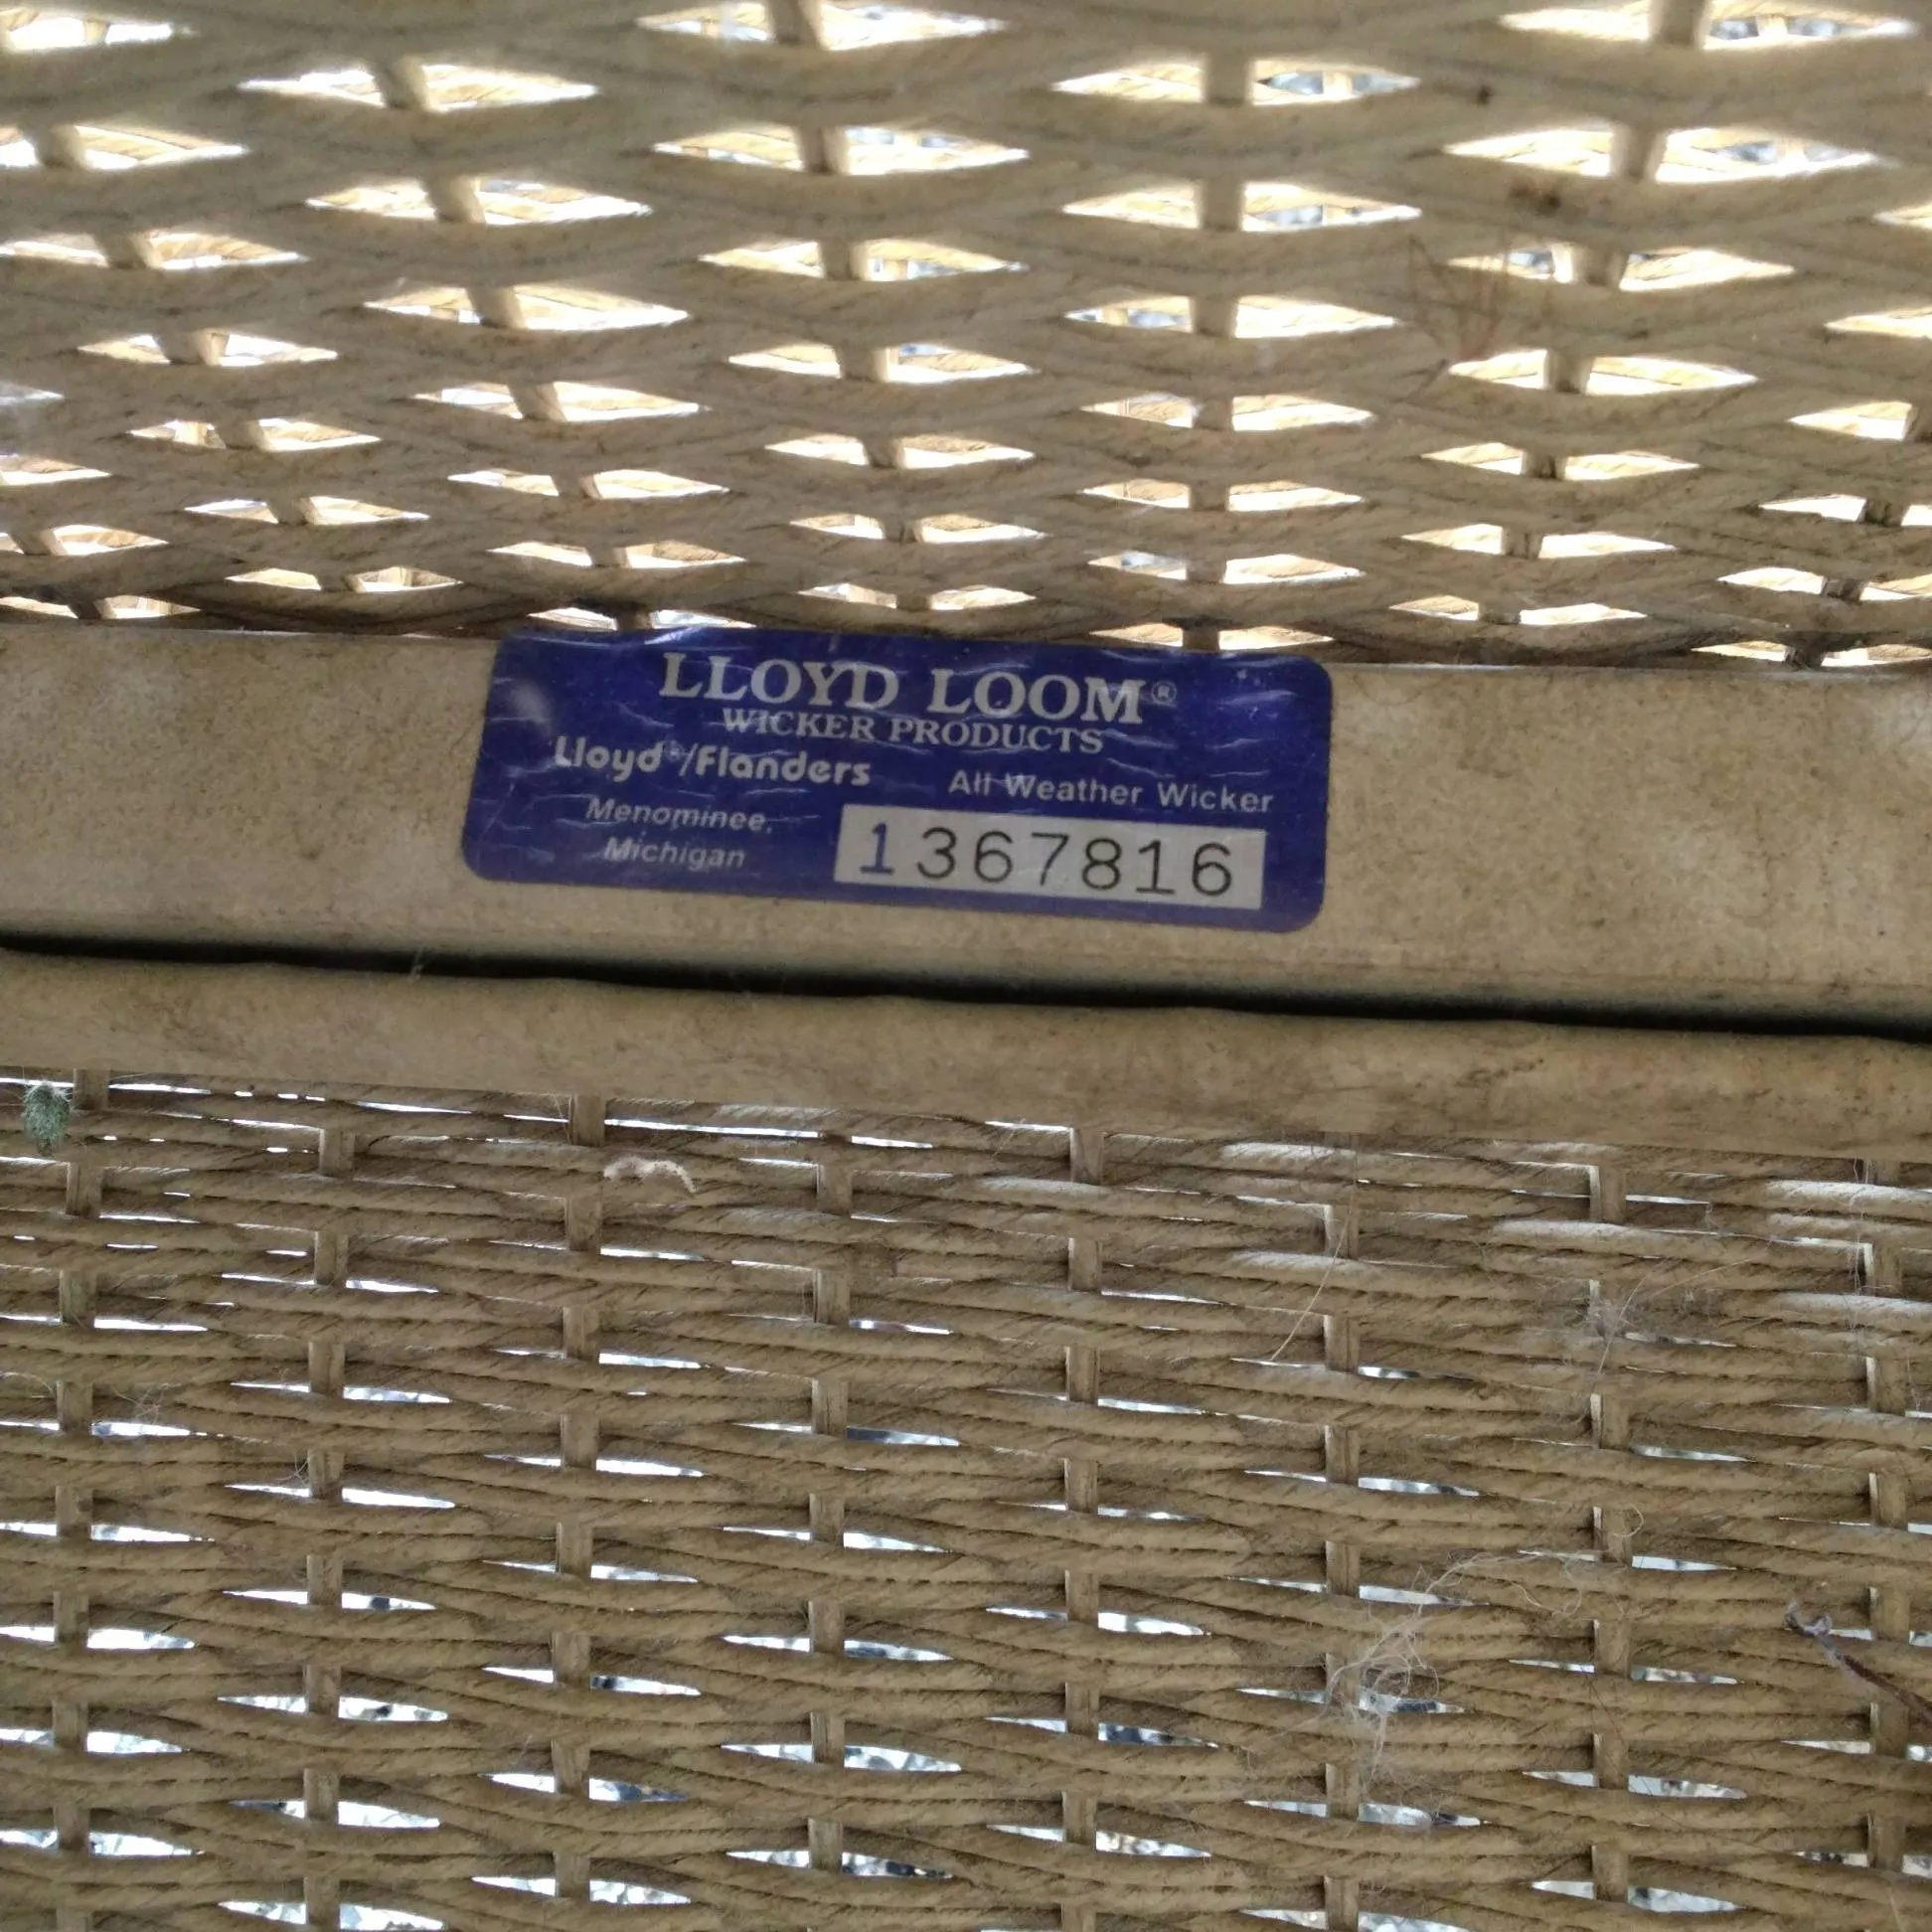 LLOYD LOOM®
WICKER PRODUCTS
Lloyd®/Flanders All Weather Wicker
Menominee,
Michigan
1367816